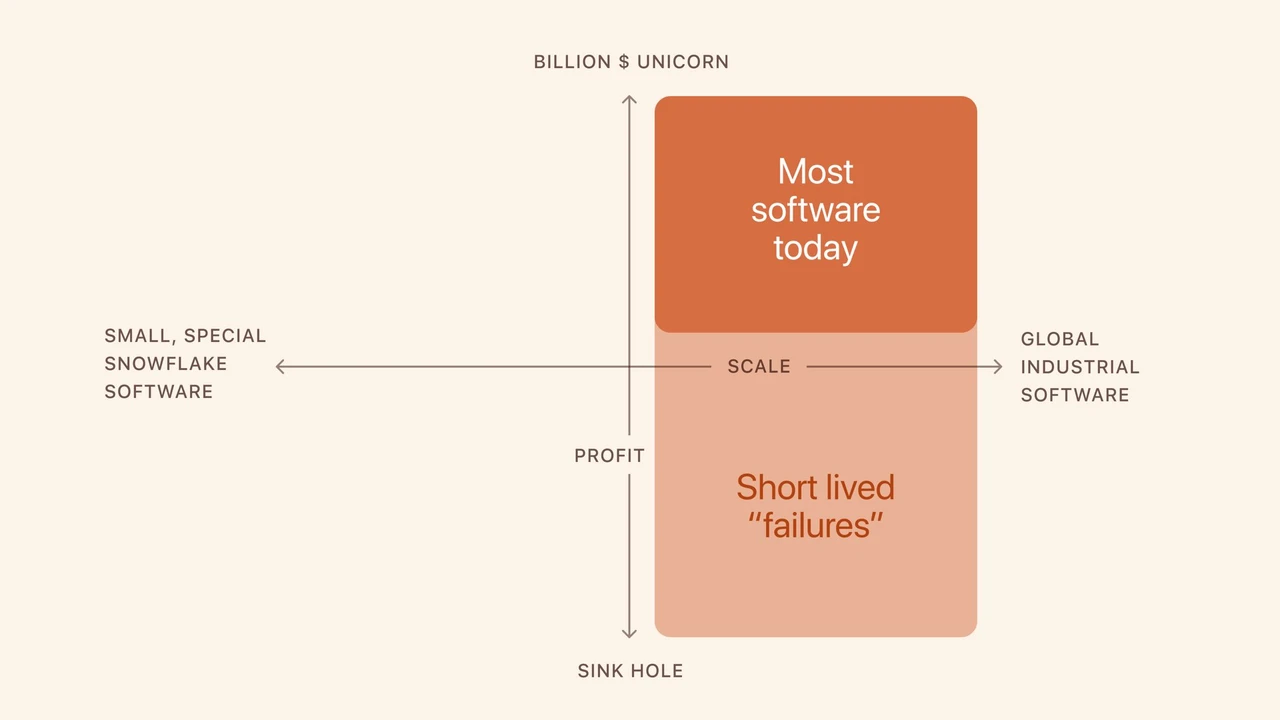 BILLION $ UNICORN
Most
software
today
SMALL, SPECIAL
SNOWFLAKE
SOFTWARE
SCALE
GLOBAL
INDUSTRIAL
SOFTWARE
PROFIT
Short lived
“failures”
SINK HOLE